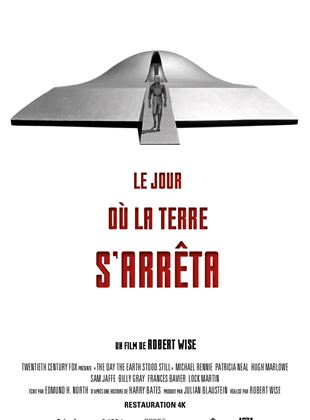 LE JOUR
OÙ LA TERRE
S'ARRÊTA
UN FILM DE ROBERT WISE
TWENTIETH CENTURY FOX PRÉSENTE « THE DAY THE EARTH STOOD STILL » MICHAEL RENNIE PATRICIA NEAL HUGH MARLOWE
SAM JAFFE BILLY GRAY FRANCES BAVIER LOCK MARTIN
ÉCRIT PAR EDMUND H. NORTH D'APRÈS UNE HISTOIRE DE HARRY BATES PRODUIT PAR JULIAN BLAUSTEIN RÉALISÉ PAR ROBERT WISE
RESTAURATION 4K